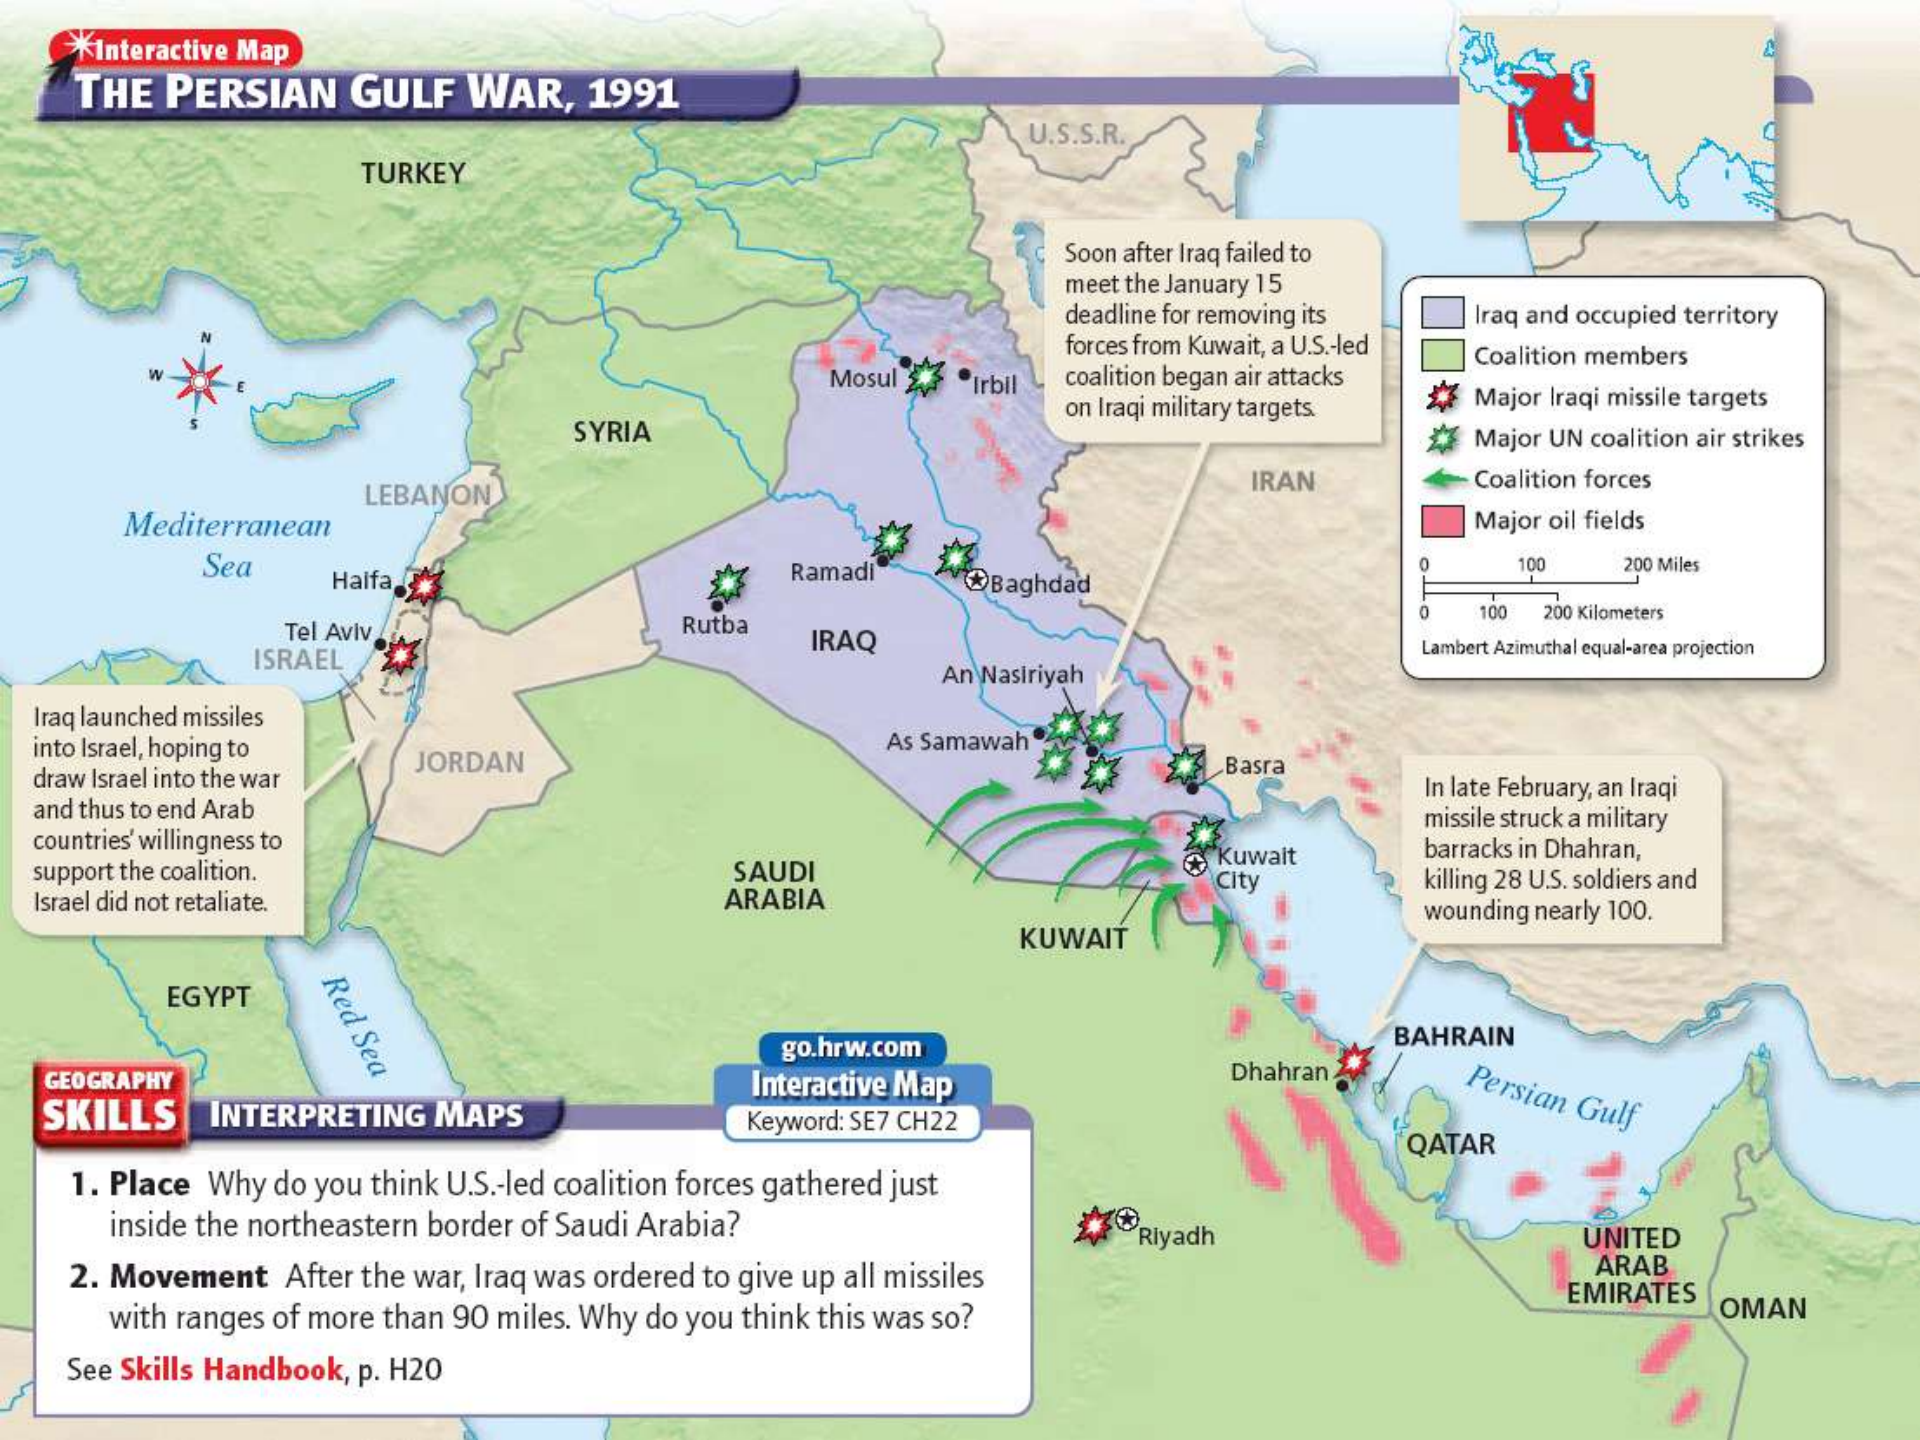 Interactive Map
THE PERSIAN GULF WAR, 1991
U.S.S.R.
TURKEY
Soon after Iraq failed to
meet the January 15
deadline for removing its
forces from Kuwait, a U.S.-led
coalition began air attacks
on Iraqi military targets.
Iraq and occupied territory
Coalition members
Major Iraqi missile targets
Major UN coalition air strikes
Coalition forces
Major oil fields
0 100 200 Miles
0 100 200 Kilometers
Lambert Azimuthal equal-area projection
N
W
E
S
Mosul
Irbil
SYRIA
IRAN
LEBANON
Mediterranean
Sea
Haifa
Ramadi
Baghdad
Rutba
Tel Aviv
IRAQ
ISRAEL
An Nasiriyah
As Samawah
Basra
JORDAN
Iraq launched missiles
into Israel, hoping to
draw Israel into the war
and thus to end Arab
countries' willingness to
support the coalition.
Israel did not retaliate.
In late February, an Iraqi
missile struck a military
barracks in Dhahran,
killing 28 U.S. soldiers and
wounding nearly 100.
Kuwait
City
SAUDI
ARABIA
KUWAIT
EGYPT
Red Sea
BAHRAIN
Dhahran
Persian Gulf
QATAR
Riyadh
UNITED
ARAB
EMIRATES
OMAN
go.hrw.com
Interactive Map
Keyword: SE7 CH22
GEOGRAPHY
SKILLS
INTERPRETING MAPS
1. Place Why do you think U.S.-led coalition forces gathered just
inside the northeastern border of Saudi Arabia?
2. Movement After the war, Iraq was ordered to give up all missiles
with ranges of more than 90 miles. Why do you think this was so?
See Skills Handbook, p. H20